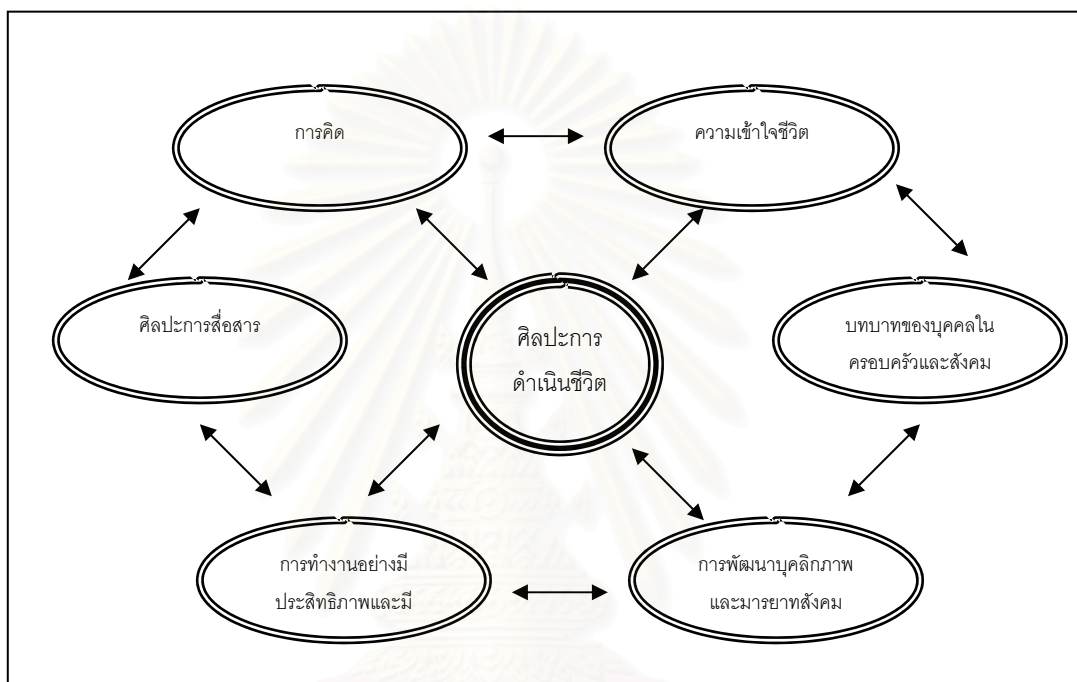 การคิด
ความเข้าใจชีวิต
ศิลปะการสื่อสาร
ศิลปะการ
ดำเนินชีวิต
บทบาทของบุคคลใน
ครอบครัวและสังคม
การทำงานอย่างมี
ประสิทธิภาพและมี
การพัฒนาบุคลิกภาพ
และมารยาทสังคม